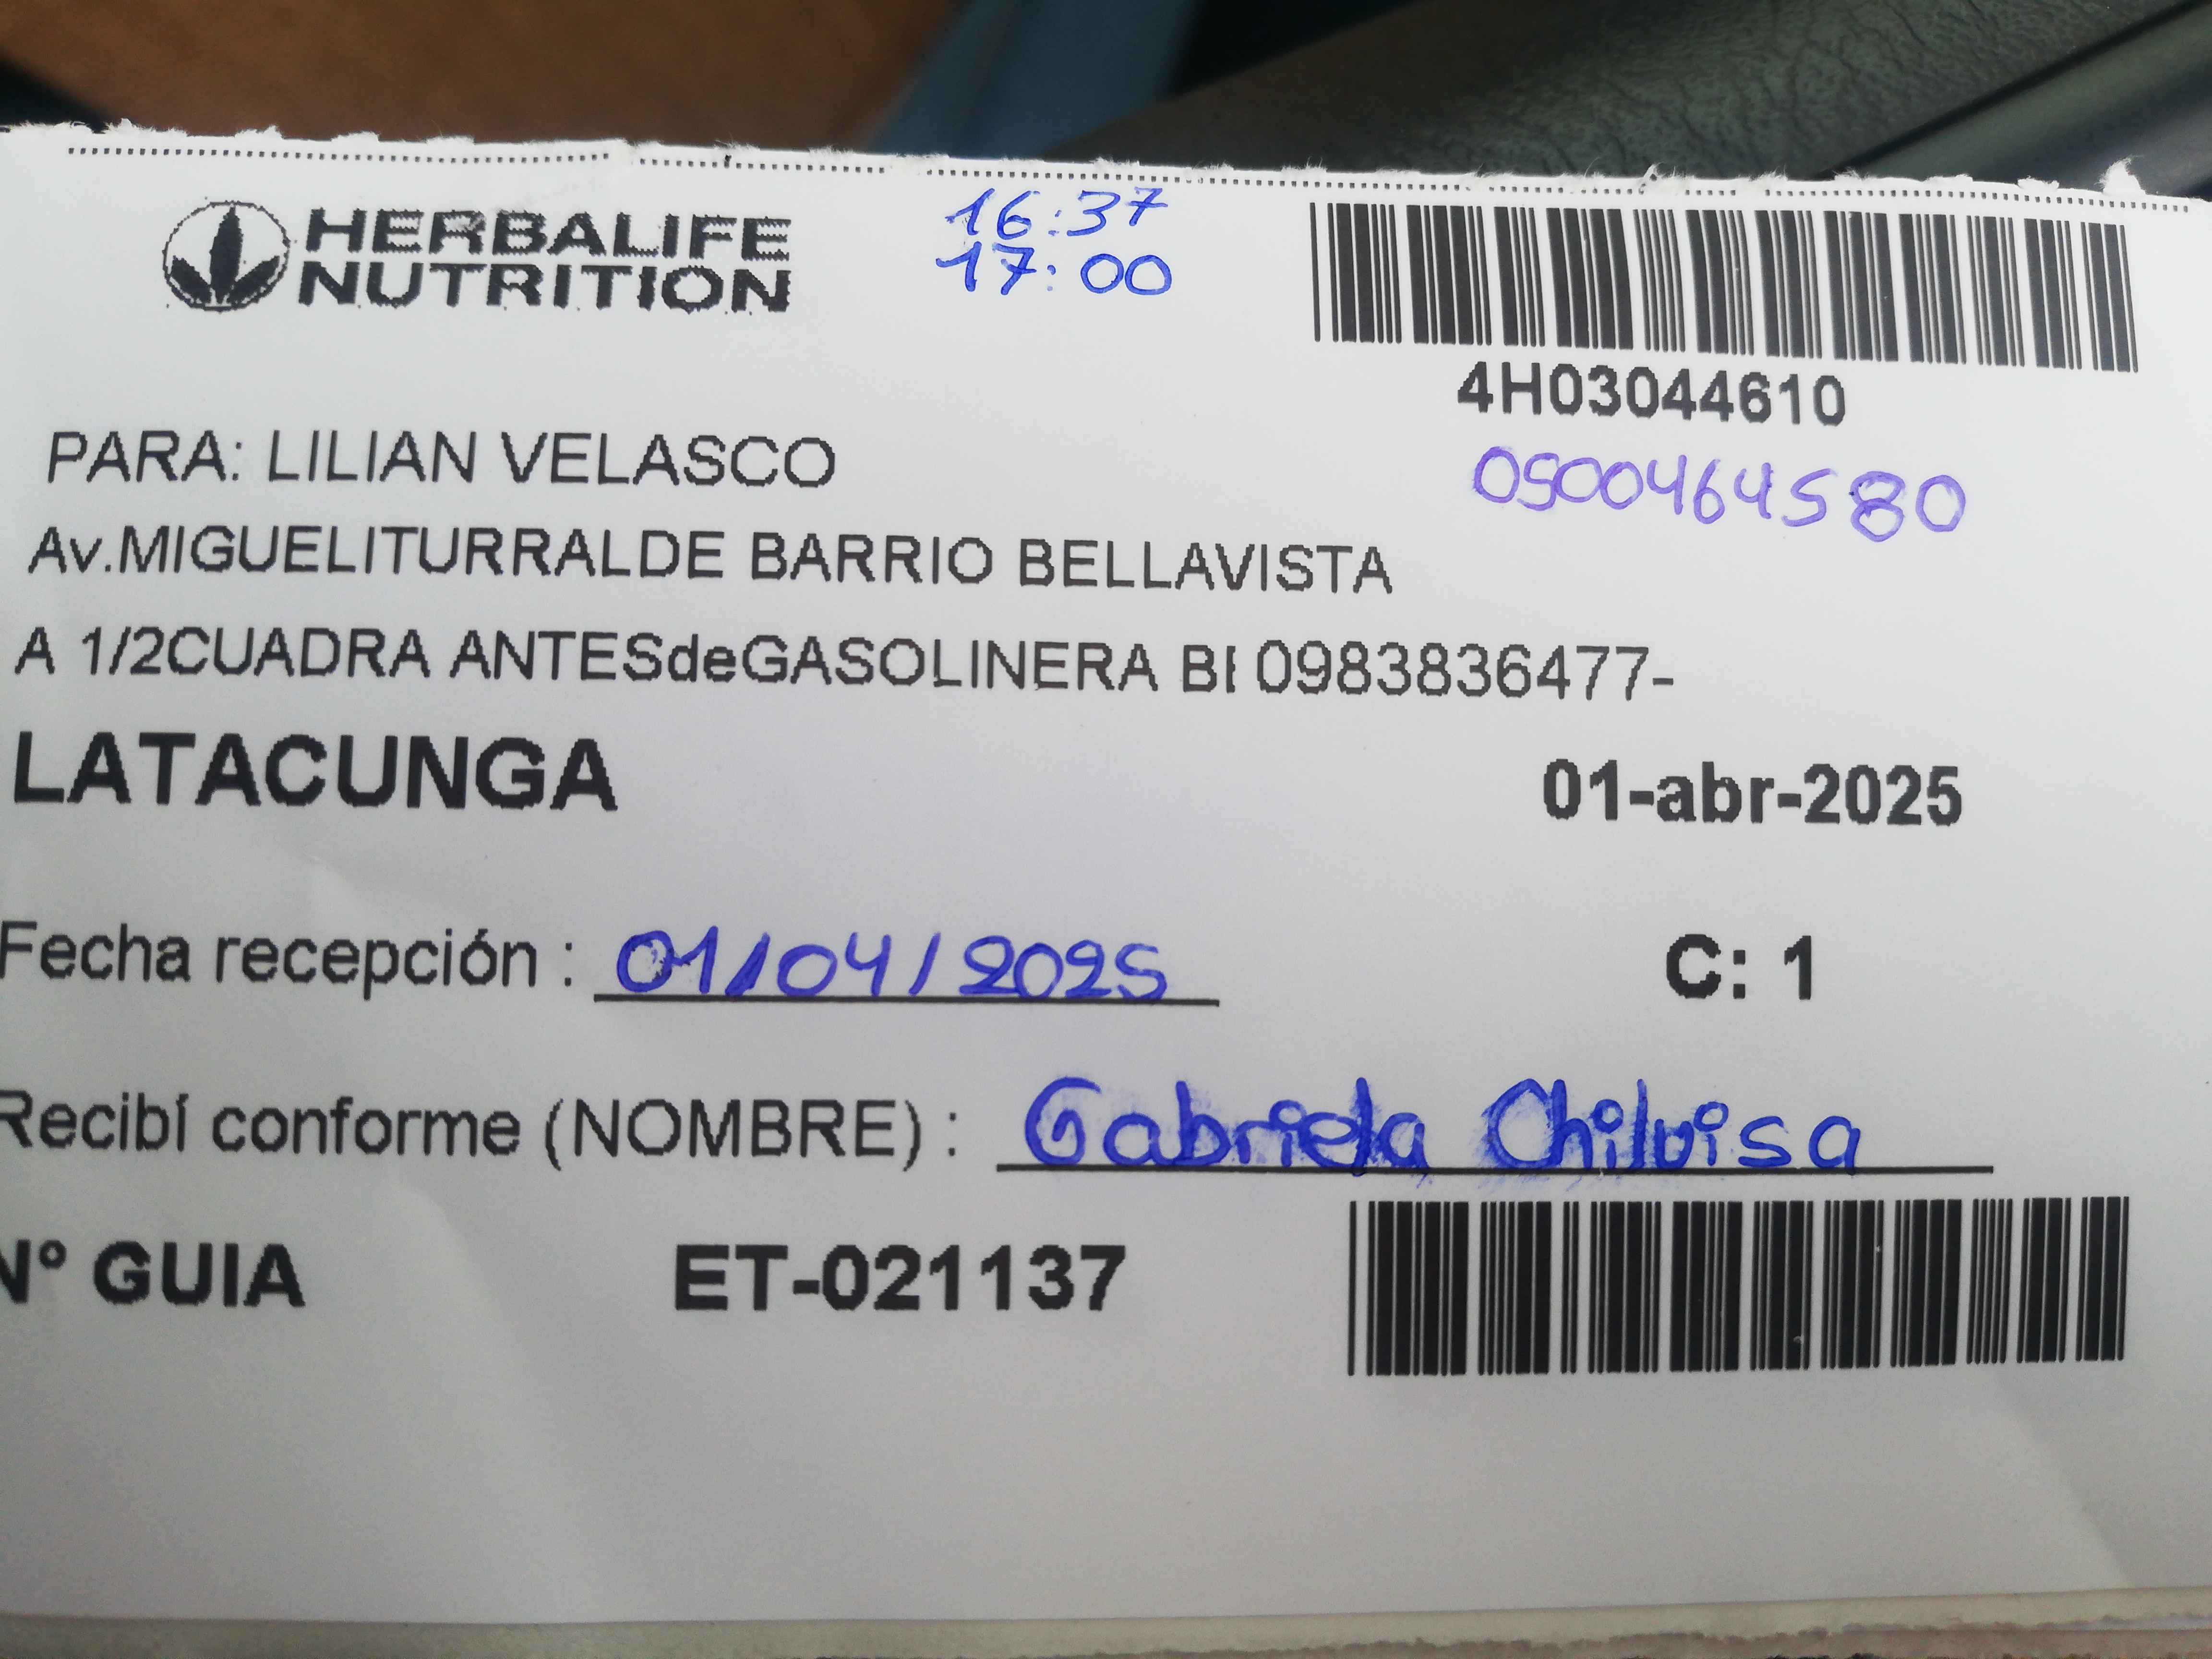 HERBALIFE
NUTRITION
16:37
17:00
4H03044610
PARA: LILIAN VELASCO
0500464580
Av.MIGUELITURRALDE BARRIO BELLAVISTA
A 1/2CUADRA ANTESdeGASOLINERA BI 0983836477-
LATACUNGA
01-abr-2025
Fecha recepción : 01/04/2025
C: 1
Recibí conforme (NOMBRE) : Gabriela Chiluisa
N° GUIA ET-021137